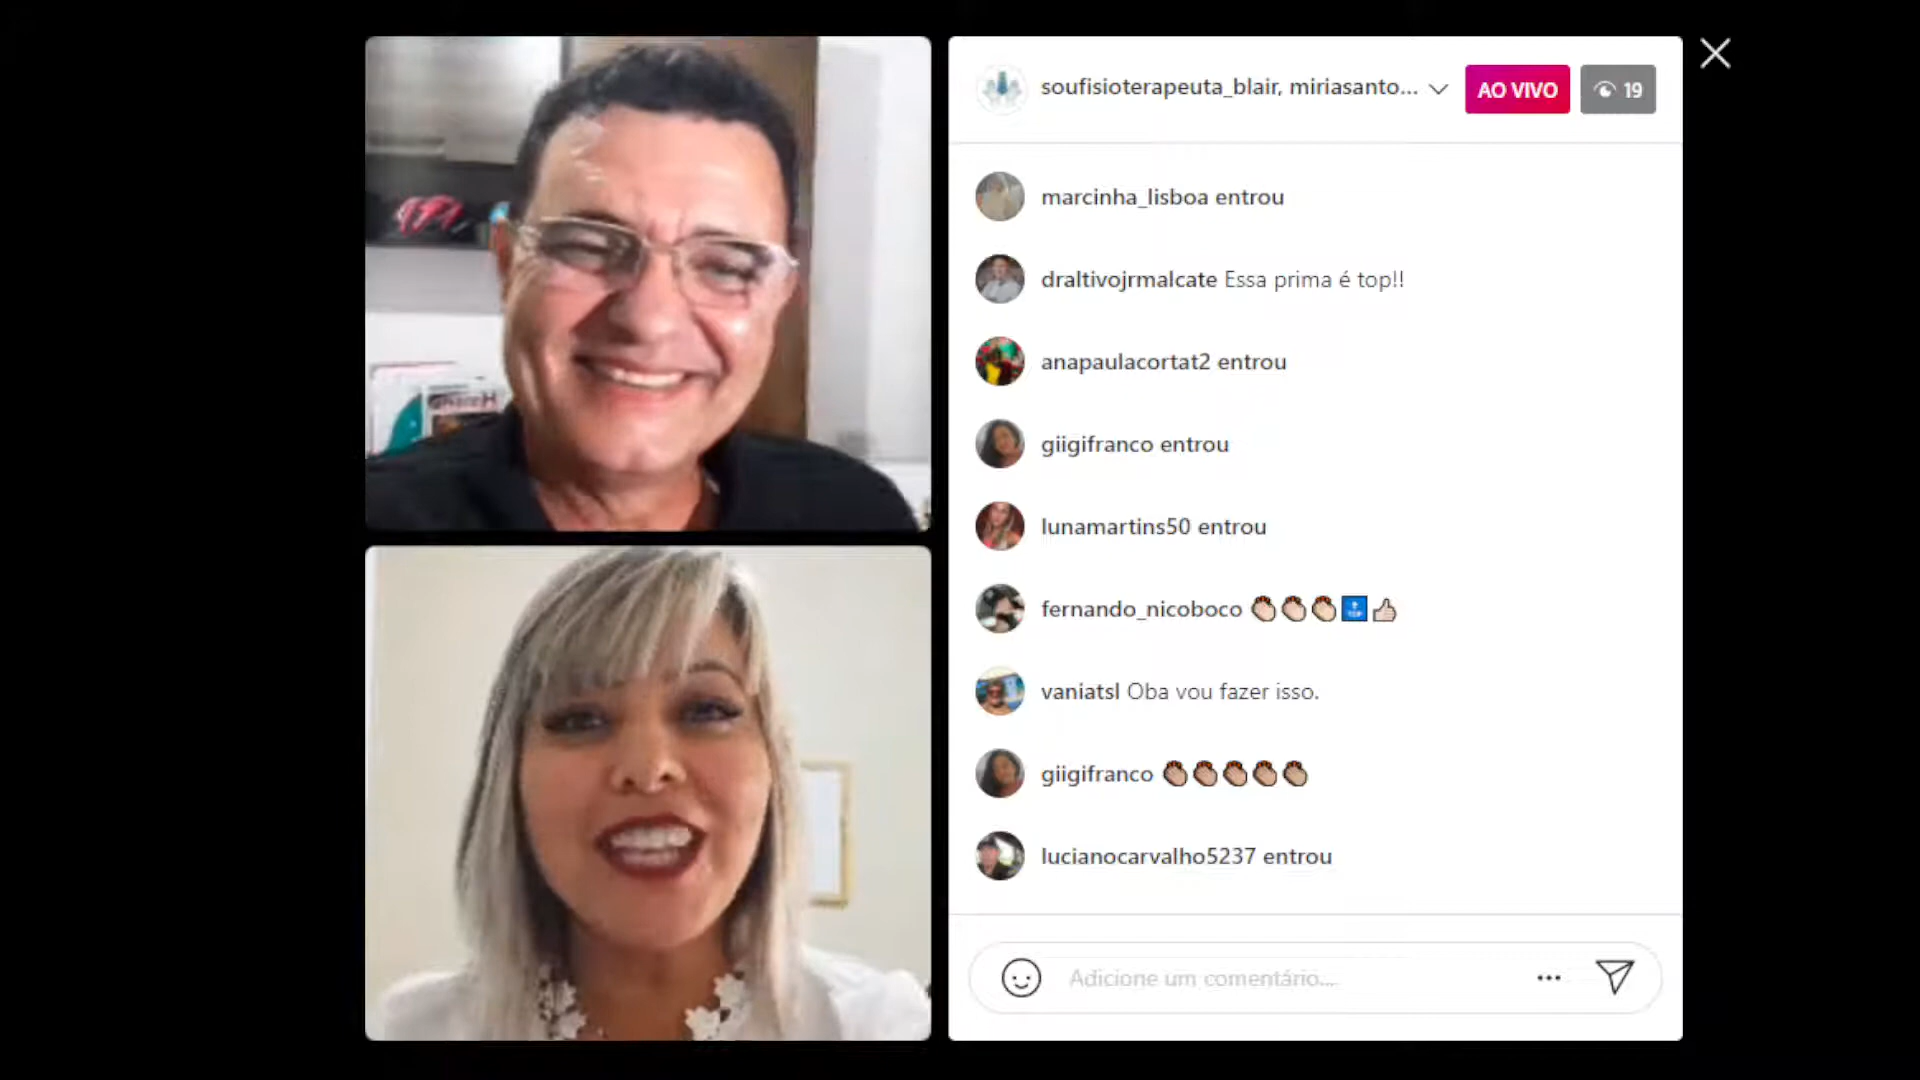 soufisioterapeuta_blair, miriasanto...
AO VIVO
19
marcinha_lisboa entrou
draltivojrmalcate Essa prima é top!!
anapaulacortat2 entrou
giigifranco entrou
lunamartins50 entrou
fernando_nicoboco 👏🏻👏🏻👏🏻🔝👍🏻
vaniatsl Oba vou fazer isso.
giigifranco 👏🏼👏🏼👏🏼👏🏼👏🏼
lucianocarvalho5237 entrou
Adicione um comentário...